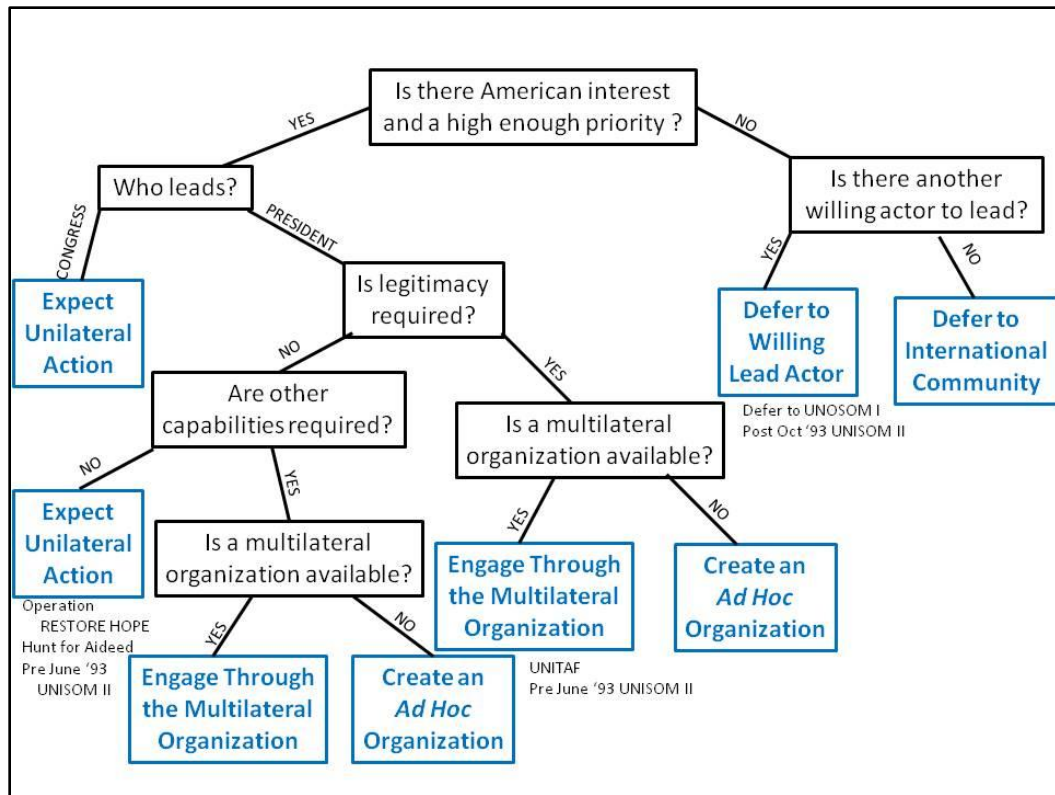 Is there American interest
and a high enough priority ?
YES
NO
Who leads?
Is there another
willing actor to lead?
CONGRESS
PRESIDENT
YES
NO
Expect
Unilateral
Action
Is legitimacy
required?
Defer to
Willing
Lead Actor
Defer to
International
Community
Defer to UNOSOM I
Post Oct '93 UNISOM II
NO
YES
Are other
capabilities required?
Is a multilateral
organization available?
NO
YES
YES
NO
Expect
Unilateral
Action
Operation
RESTORE HOPE
Hunt for Aideed
Pre June '93
UNISOM II
Is a multilateral
organization available?
Engage Through
the Multilateral
Organization
Create an
Ad Hoc
Organization
UNITAF
Pre June '93 UNISOM II
YES
NO
Engage Through
the Multilateral
Organization
Create an
Ad Hoc
Organization